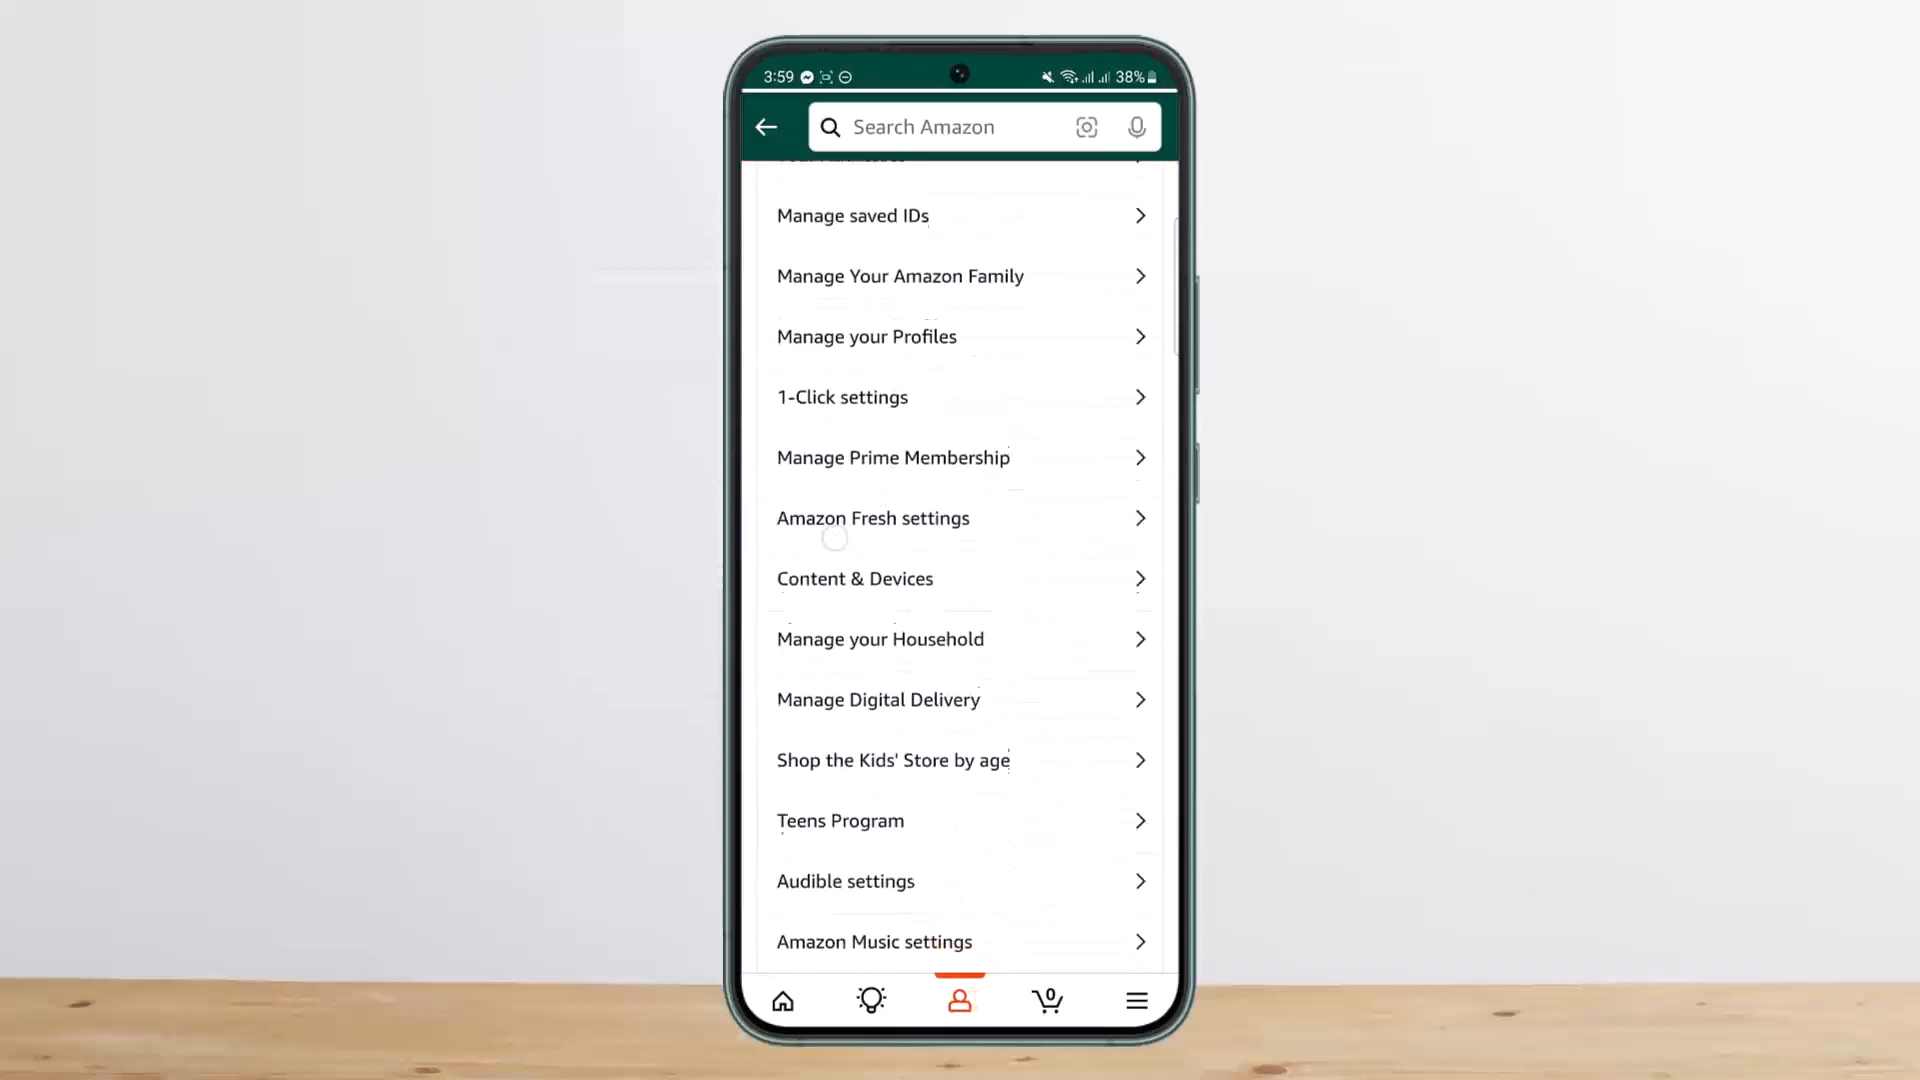 3:59
38%
Search Amazon
Manage saved IDs
Manage Your Amazon Family
Manage your Profiles
1-Click settings
Manage Prime Membership
Amazon Fresh settings
Content & Devices
Manage your Household
Manage Digital Delivery
Shop the Kids' Store by age
Teens Program
Audible settings
Amazon Music settings
0